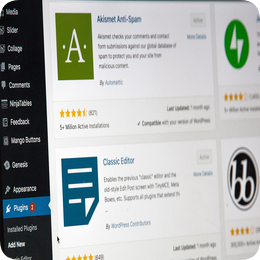 Media
Slider
Collage
Pages
Comments
NinjaTables
Feedback
Mango Buttons
Genesis
Appearance
Plugins 2
Installed Plugins
Add New
Akismet Anti-Spam
Active
More Details
Akismet checks your comments and contact
form submissions against our global database of
spam to protect you and your site from
malicious content.
By Automattic
(821)
5+ Million Active Installations
Last Updated: 1 month ago
Compatible with your version of WordPress
Classic Editor
Active
More Details
Enables the previous "classic" editor and the
old-style Edit Post screen with TinyMCE, Meta
Boxes, etc. Supports all plugins that extend this
By WordPress Contributors
Last Updated: 1 month ago